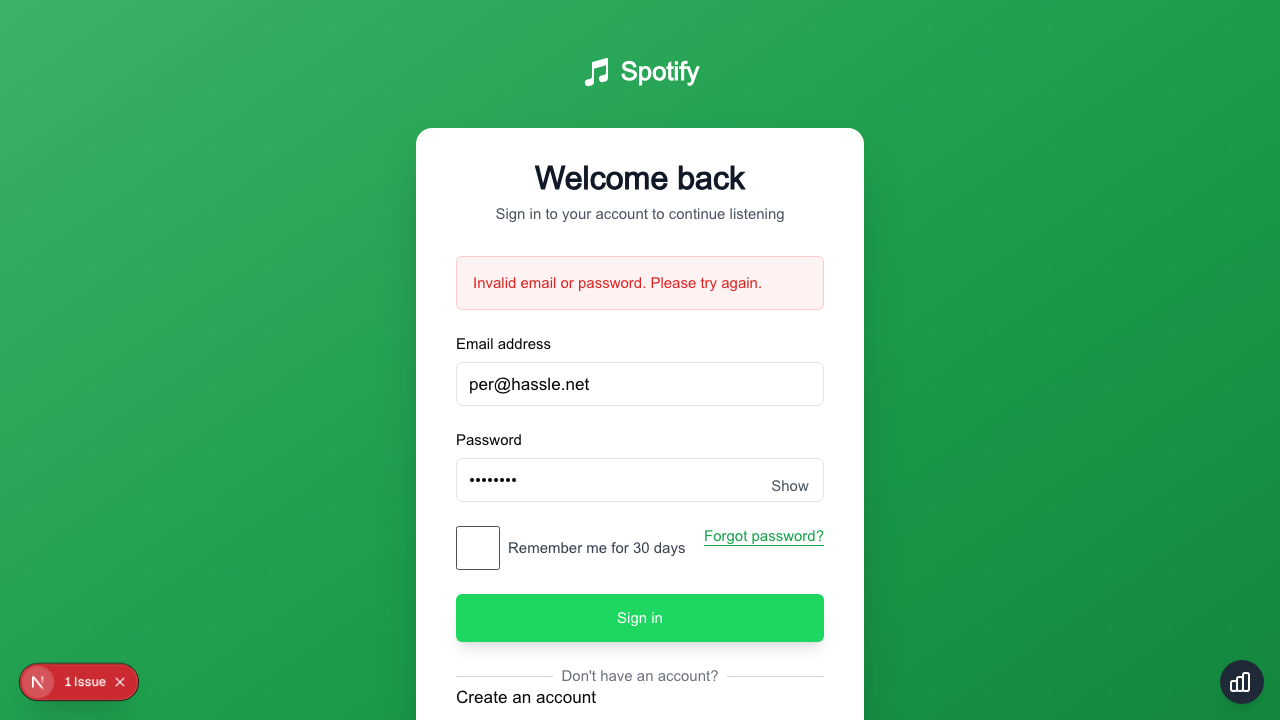 Spotify
Welcome back
Sign in to your account to continue listening
Invalid email or password. Please try again.
Email address
per@hassle.net
Password
••••••••
Show
Remember me for 30 days
Forgot password?
Sign in
Don't have an account?
Create an account
N
1 Issue